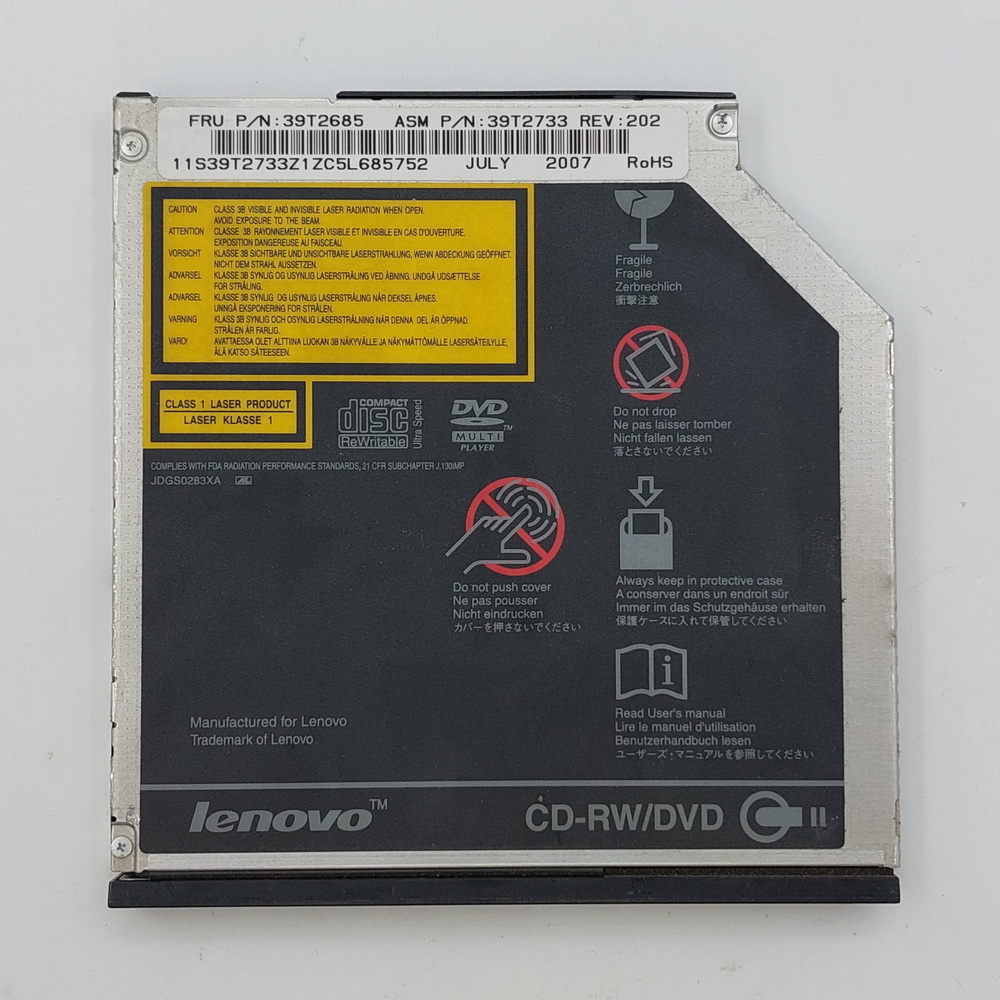 FRU P/N:39T2685 ASM P/N:39T2733 REV:202
11S39T2733Z1ZC5L685752 JULY 2007 RoHS
CAUTION CLASS 3B VISIBLE AND INVISIBLE LASER RADIATION WHEN OPEN.
AVOID EXPOSURE TO THE BEAM.
ATTENTION CLASSE 3B RAYONNEMENT LASER VISIBLE ET INVISIBLE EN CAS D'OUVERTURE.
EXPOSITION DANGEREUSE AU FAISCEAU.
VORSICHT KLASSE 3B SICHTBARE UND UNSICHTBARE LASERSTRAHLUNG, WENN ABDECKUNG GEÖFFNET.
NICHT DEM STRAHL AUSSETZEN.
ADVARSEL KLASSE 3B SYNLIG OG USYNLIG LASERSTRÅLING VED ÅBNING. UNDGÅ UDSÆTTELSE
FOR STRÅLING.
ADVARSEL KLASSE 3B SYNLIG OG USYNLIG LASERSTRÅLING NÅR DEKSEL ÅPNES.
UNNGÅ EKSPONERING FOR STRÅLEN.
VARNING KLASS 3B SYNLIG OCH OSYNLIG LASERSTRÅLNING NÄR DENNA DEL ÄR ÖPPNAD.
STRÅLEN ÄR FARLIG.
VARO! AVATTAESSA OLET ALTTIINA LUOKAN 3B NÄKYVÄLLE JA NÄKYMÄTTÖMÄLLE LASERSÄTEILYLLE,
ÄLÄ KATSO SÄTEESEEN.
CLASS 1 LASER PRODUCT
LASER KLASSE 1
COMPACT
disc
ReWritable
Ultra Speed
DVD™
MULTI
PLAYER
COMPLIES WITH FDA RADIATION PERFORMANCE STANDARDS, 21 CFR SUBCHAPTER J.130IMP
JDGS0283XA
Fragile
Fragile
Zerbrechlich
衝撃注意
Do not drop
Ne pas laisser tomber
Nicht fallen lassen
落とさないでください
Do not push cover
Ne pas pousser
Nicht eindrucken
カバーを押さないでください
Always keep in protective case
A conserver dans un endroit sûr
Immer im das Schutzgehäuse erhalten
保護ケースに入れて保管してください
Read User's manual
Lire le manuel d'utilisation
Benutzerhandbuch lesen
ユーザーズ・マニュアルを参照してください
Manufactured for Lenovo
Trademark of Lenovo
lenovo™ CD-RW/DVD II